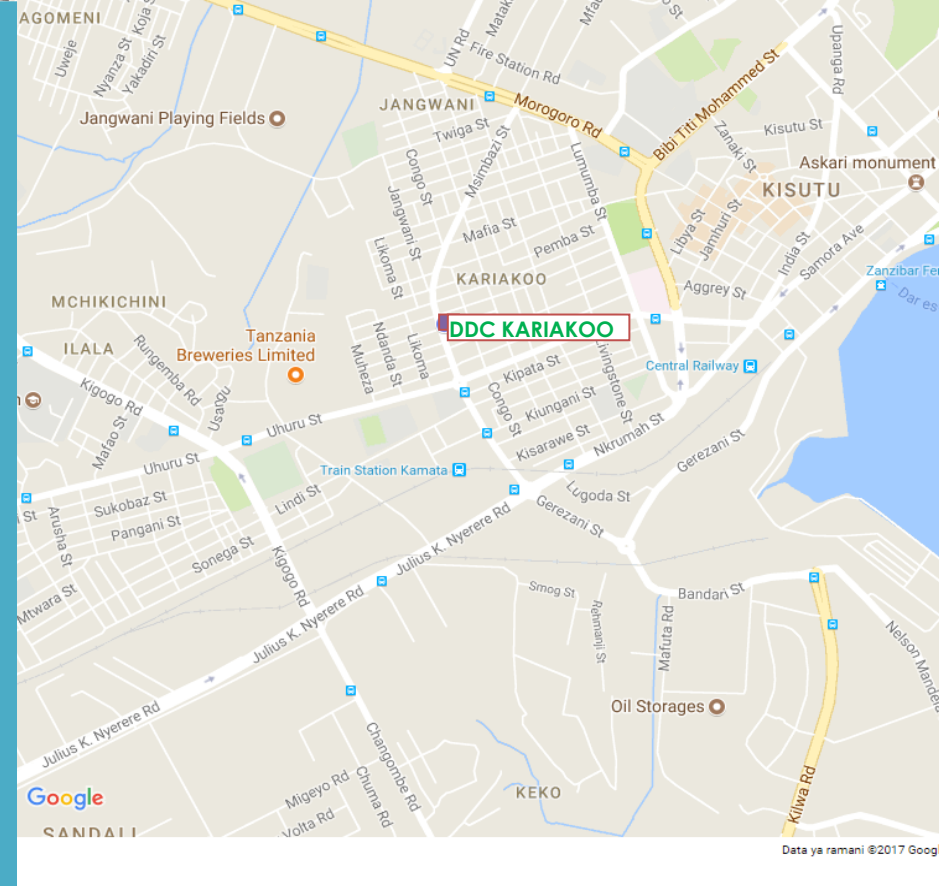 AGOMENI
Uweje
Nyanza St
Koja S
Yakadiri St
UN Rd
Matak
Mfau
Fire Station Rd
Upanga Rd
Jangwani Playing Fields
JANGWANI
Morogoro Rd
Bibi Titi Mohammed St
Twiga St
Zanaki St
Kisutu St
Congo St
Msimbazi St
Lumumba St
Askari monument
Jangwani St
KISUTU
Mafia St
Pemba St
Libya St
Jamhuri St
India St
Samora Ave
Likoma St
KARIAKOO
Aggrey St
Zanzibar Fer
Dar es
MCHIKICHINI
DDC KARIAKOO
Tanzania
Breweries Limited
ILALA
Rungemba Rd
Usangu
Muheza
Ndanda St
Likoma
Kipata St
Livingstone St
Central Railway
Kigogo Rd
Congo St
Kiungani St
Mafao St
Uhuru St
Kisarawe St
Nkrumah St
Gerezani St
Uhuru St
Train Station Kamata
Sukobaz St
Lindi St
Lugoda St
i St
Arusha St
Pangani St
Gerezani St
Sonega St
Julius K. Nyerere Rd
Kigogo Rd
Mtwara St
Smog St
Rehmanji St
Bandari St
Mafuta Rd
Nelson Mandela
Julius K. Nyerere Rd
Oil Storages
Julius K. Nyerere Rd
Changombe Rd
Google
Migeyo Rd
Chuma Rd
KEKO
Kilwa Rd
Volta Rd
SANDALI
Data ya ramani ©2017 Googl